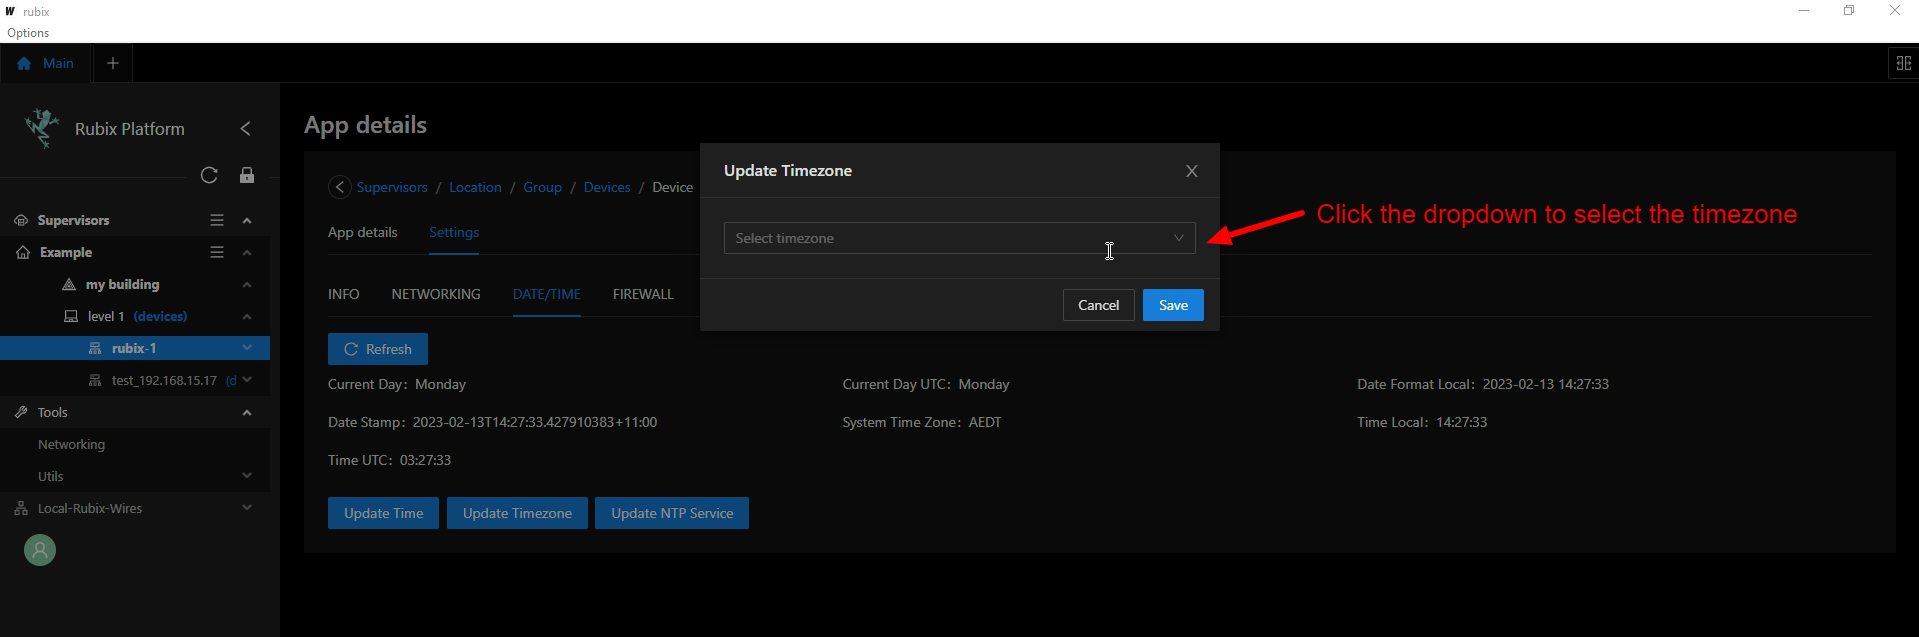 rubix
Options
Main
Rubix Platform
Supervisors
Example
my building
level 1 (devices)
rubix-1
test_192.168.15.17 (d
Tools
Networking
Utils
Local-Rubix-Wires
App details
Supervisors / Location / Group / Devices / Device
App details Settings
INFO NETWORKING DATE/TIME FIREWALL
Refresh
Current Day: Monday Current Day UTC: Monday Date Format Local: 2023-02-13 14:27:33
Date Stamp: 2023-02-13T14:27:33.427910383+11:00 System Time Zone: AEDT Time Local: 14:27:33
Time UTC: 03:27:33
Update Time Update Timezone Update NTP Service
Update Timezone
Select timezone
Cancel Save
Click the dropdown to select the timezone